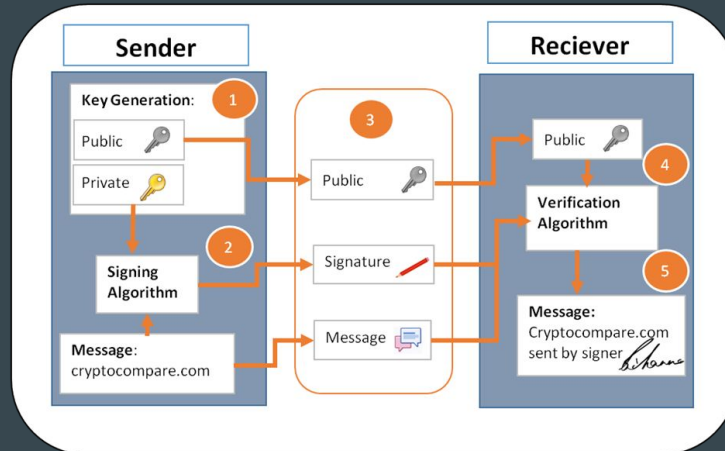 Sender
Reciever
Key Generation:
1
Public
Private
2
Signing
Algorithm
Message:
cryptocompare.com
3
Public
Signature
Message
Public
4
Verification
Algorithm
5
Message:
Cryptocompare.com
sent by signer